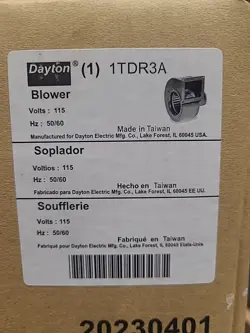 Dayton® (1) 1TDR3A
Blower
Volts : 115
Hz : 50/60
Made in Taiwan
Manufactured for Dayton Electric Mfg. Co., Lake Forest, IL 60045 USA.
Soplador
Voltios : 115
Hz : 50/60
Hecho en Taiwan
Fabricado para Dayton Electric Mfg. Co., Lake Forest, IL 60045 EE UU.
Soufflerie
Volts : 115
Hz : 50/60
Fabriqué en Taiwan
Fabriqué pour Dayton Electric Mfg. Co., Lake Forest, IL 60045 Etats-Unis
20230401